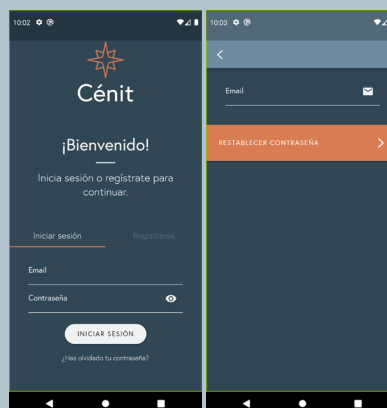 10:02
Cénit
¡Bienvenido!
Inicia sesión o regístrate para
continuar.
Iniciar sesión
Registrarse
Email
Contraseña
INICIAR SESIÓN
¿Has olvidado tu contraseña?
10:03
Email
RESTABLECER CONTRASEÑA